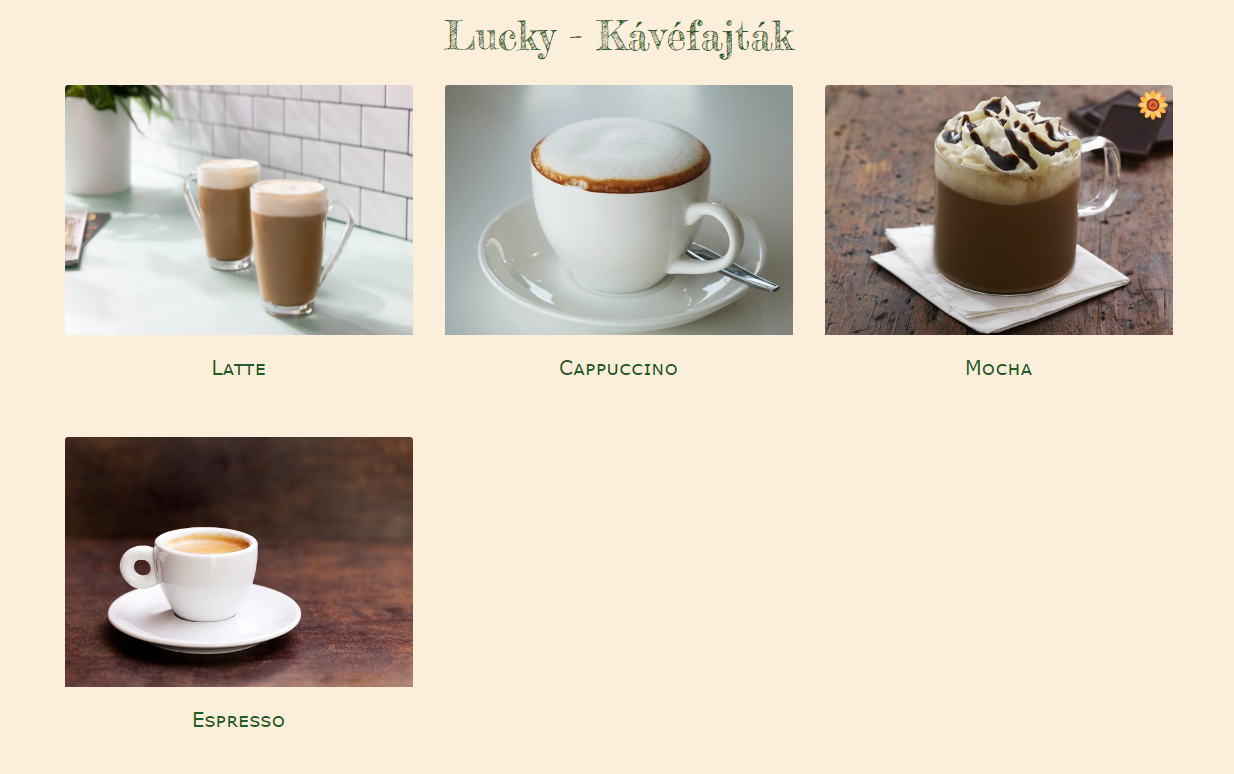 Lucky - Kávéfajták
Latte
Cappuccino
Mocha
Espresso